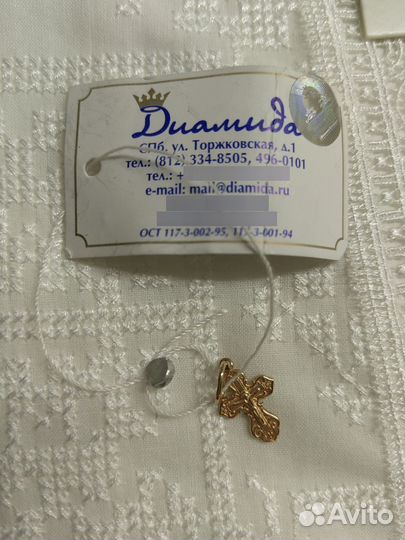 Диамида
СПб, ул. Торжковская, д.1
тел.: (812) 334-8505, 496-0101
тел.: +
e-mail: mail@diamida.ru
ОСТ 117-3-002-95, 117-3-001-94
Avito